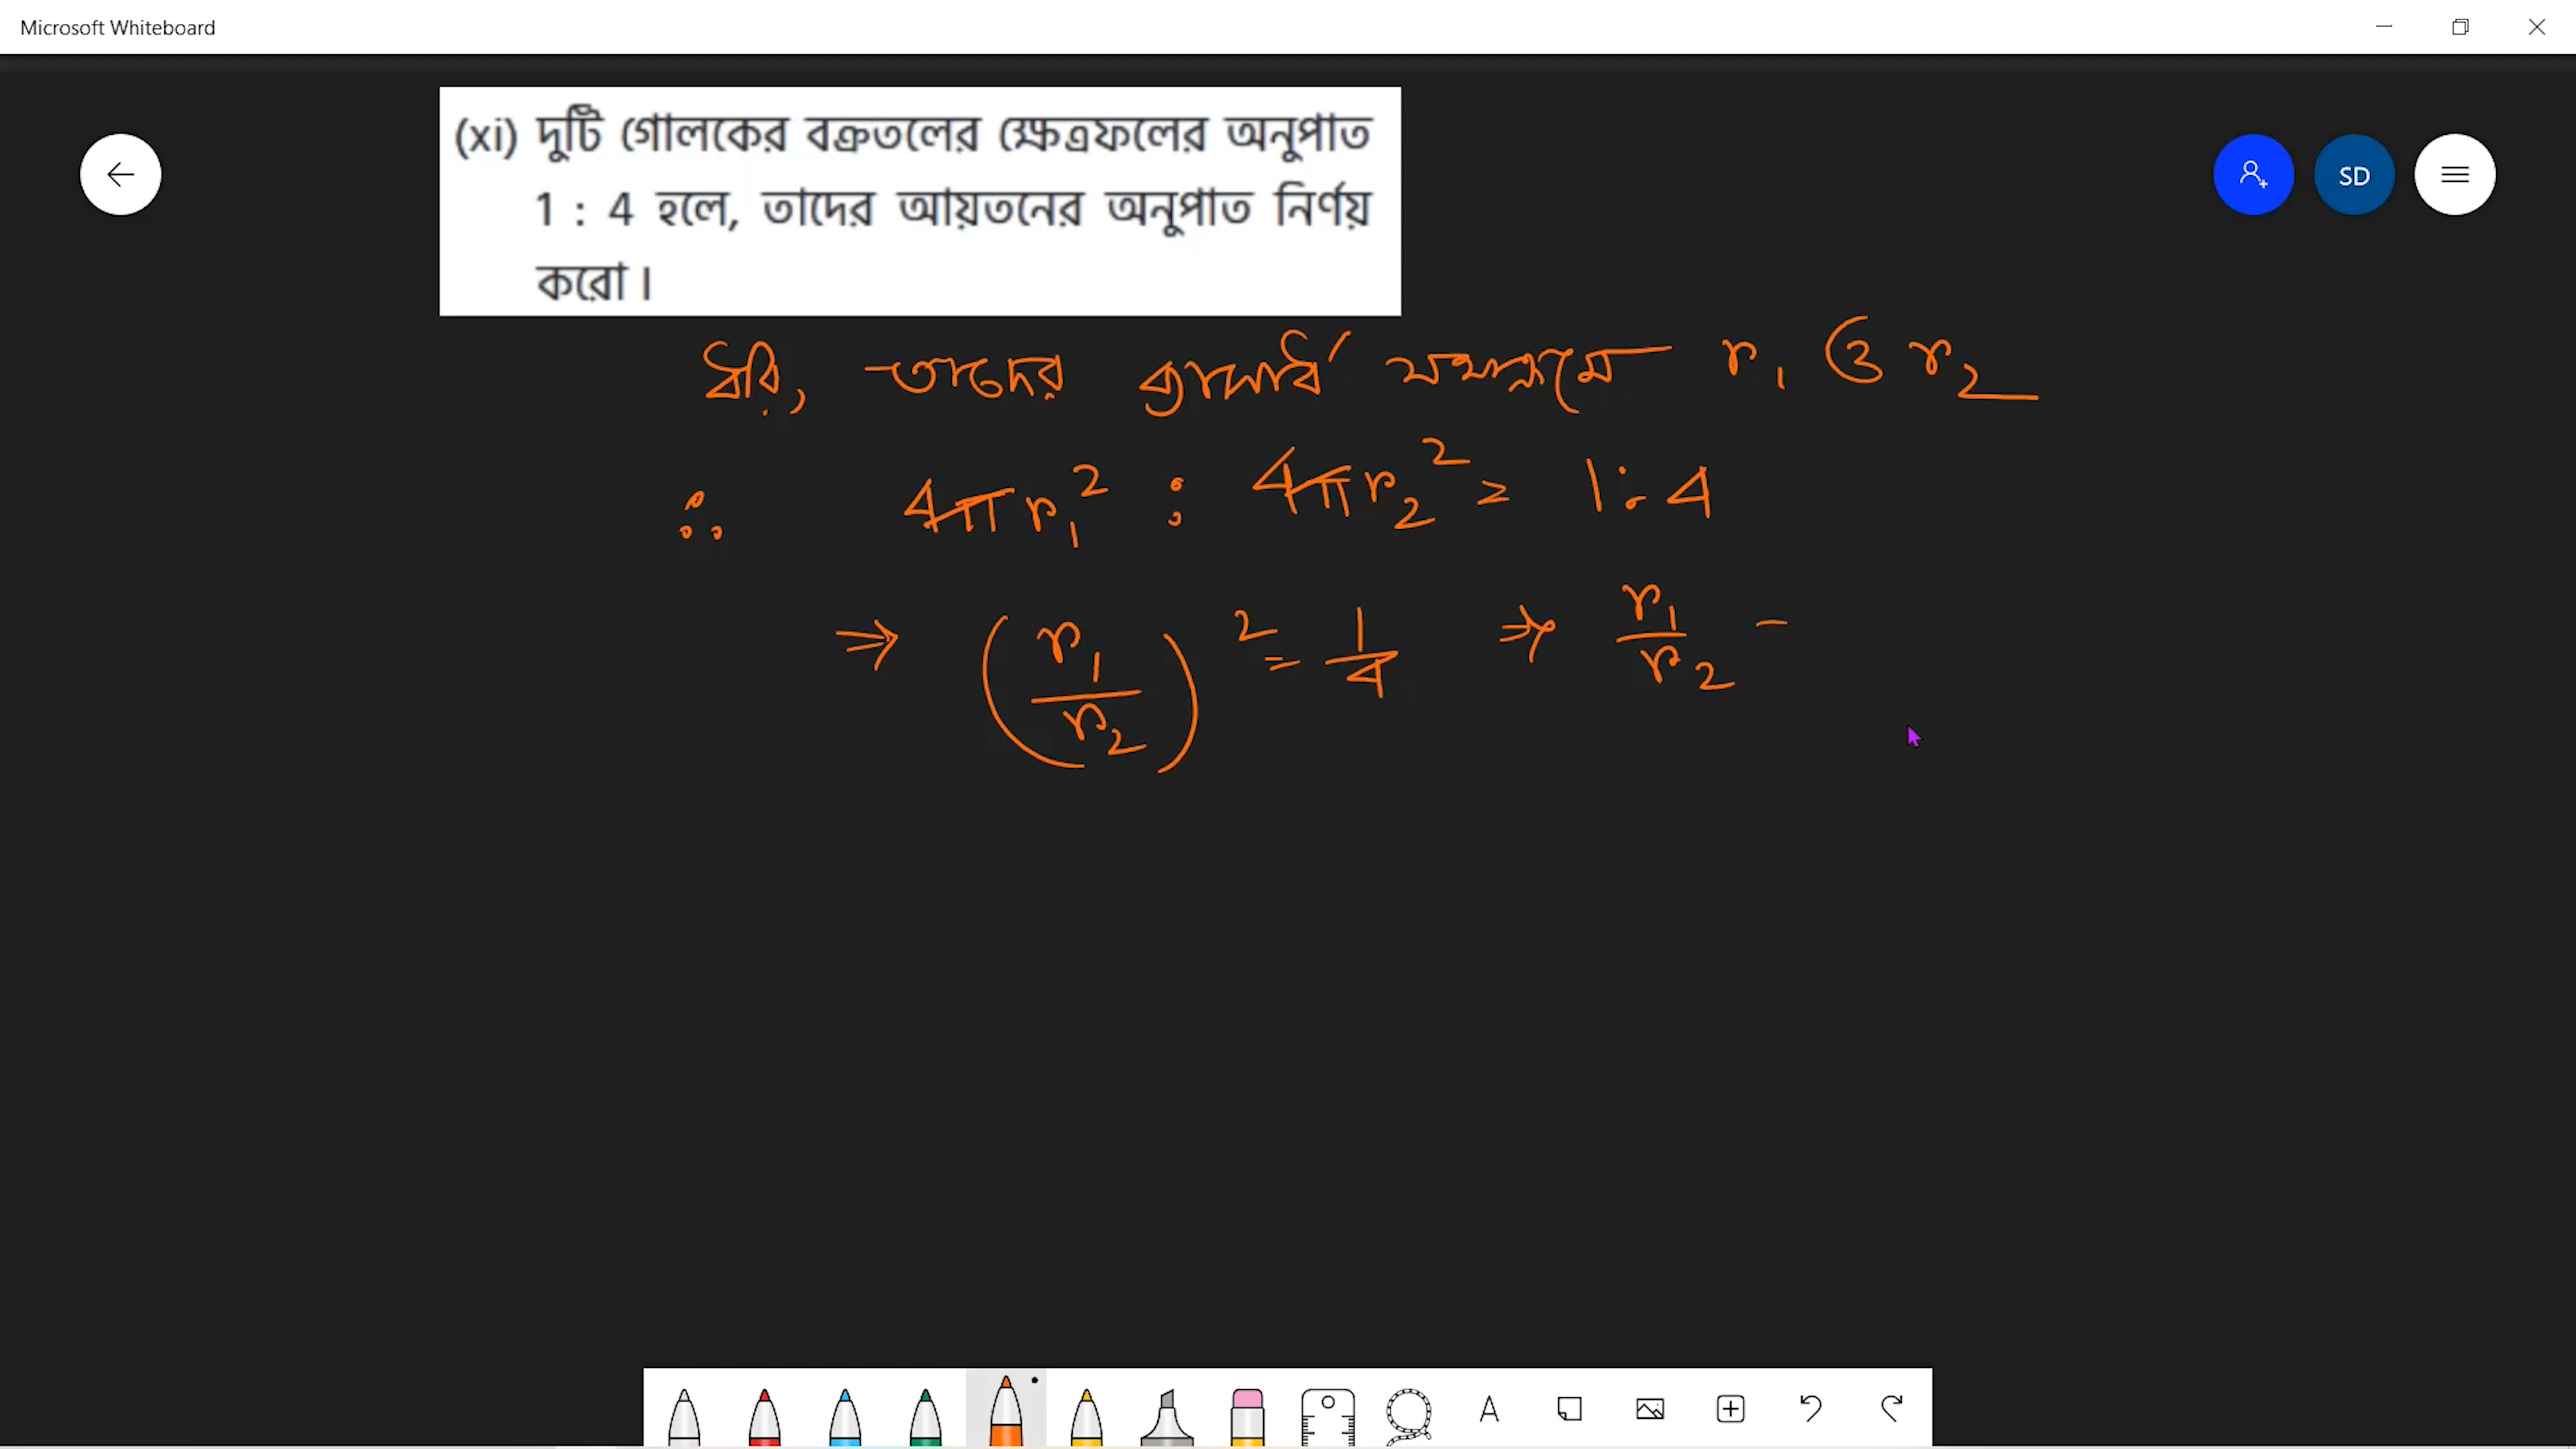 Microsoft Whiteboard
SD
(xi) দুটি গোলকের বক্রতলের ক্ষেত্রফলের অনুপাত
1 : 4 হলে, তাদের আয়তনের অনুপাত নির্ণয়
করো।
ধরি, তাদের ব্যাসার্ধ যথাক্রমে r₁ ও r₂
∴ 4πr₁² : 4πr₂² = 1:4
⇒ (r₁/r₂)² = 1/4 ⇒ r₁/r₂ –
A